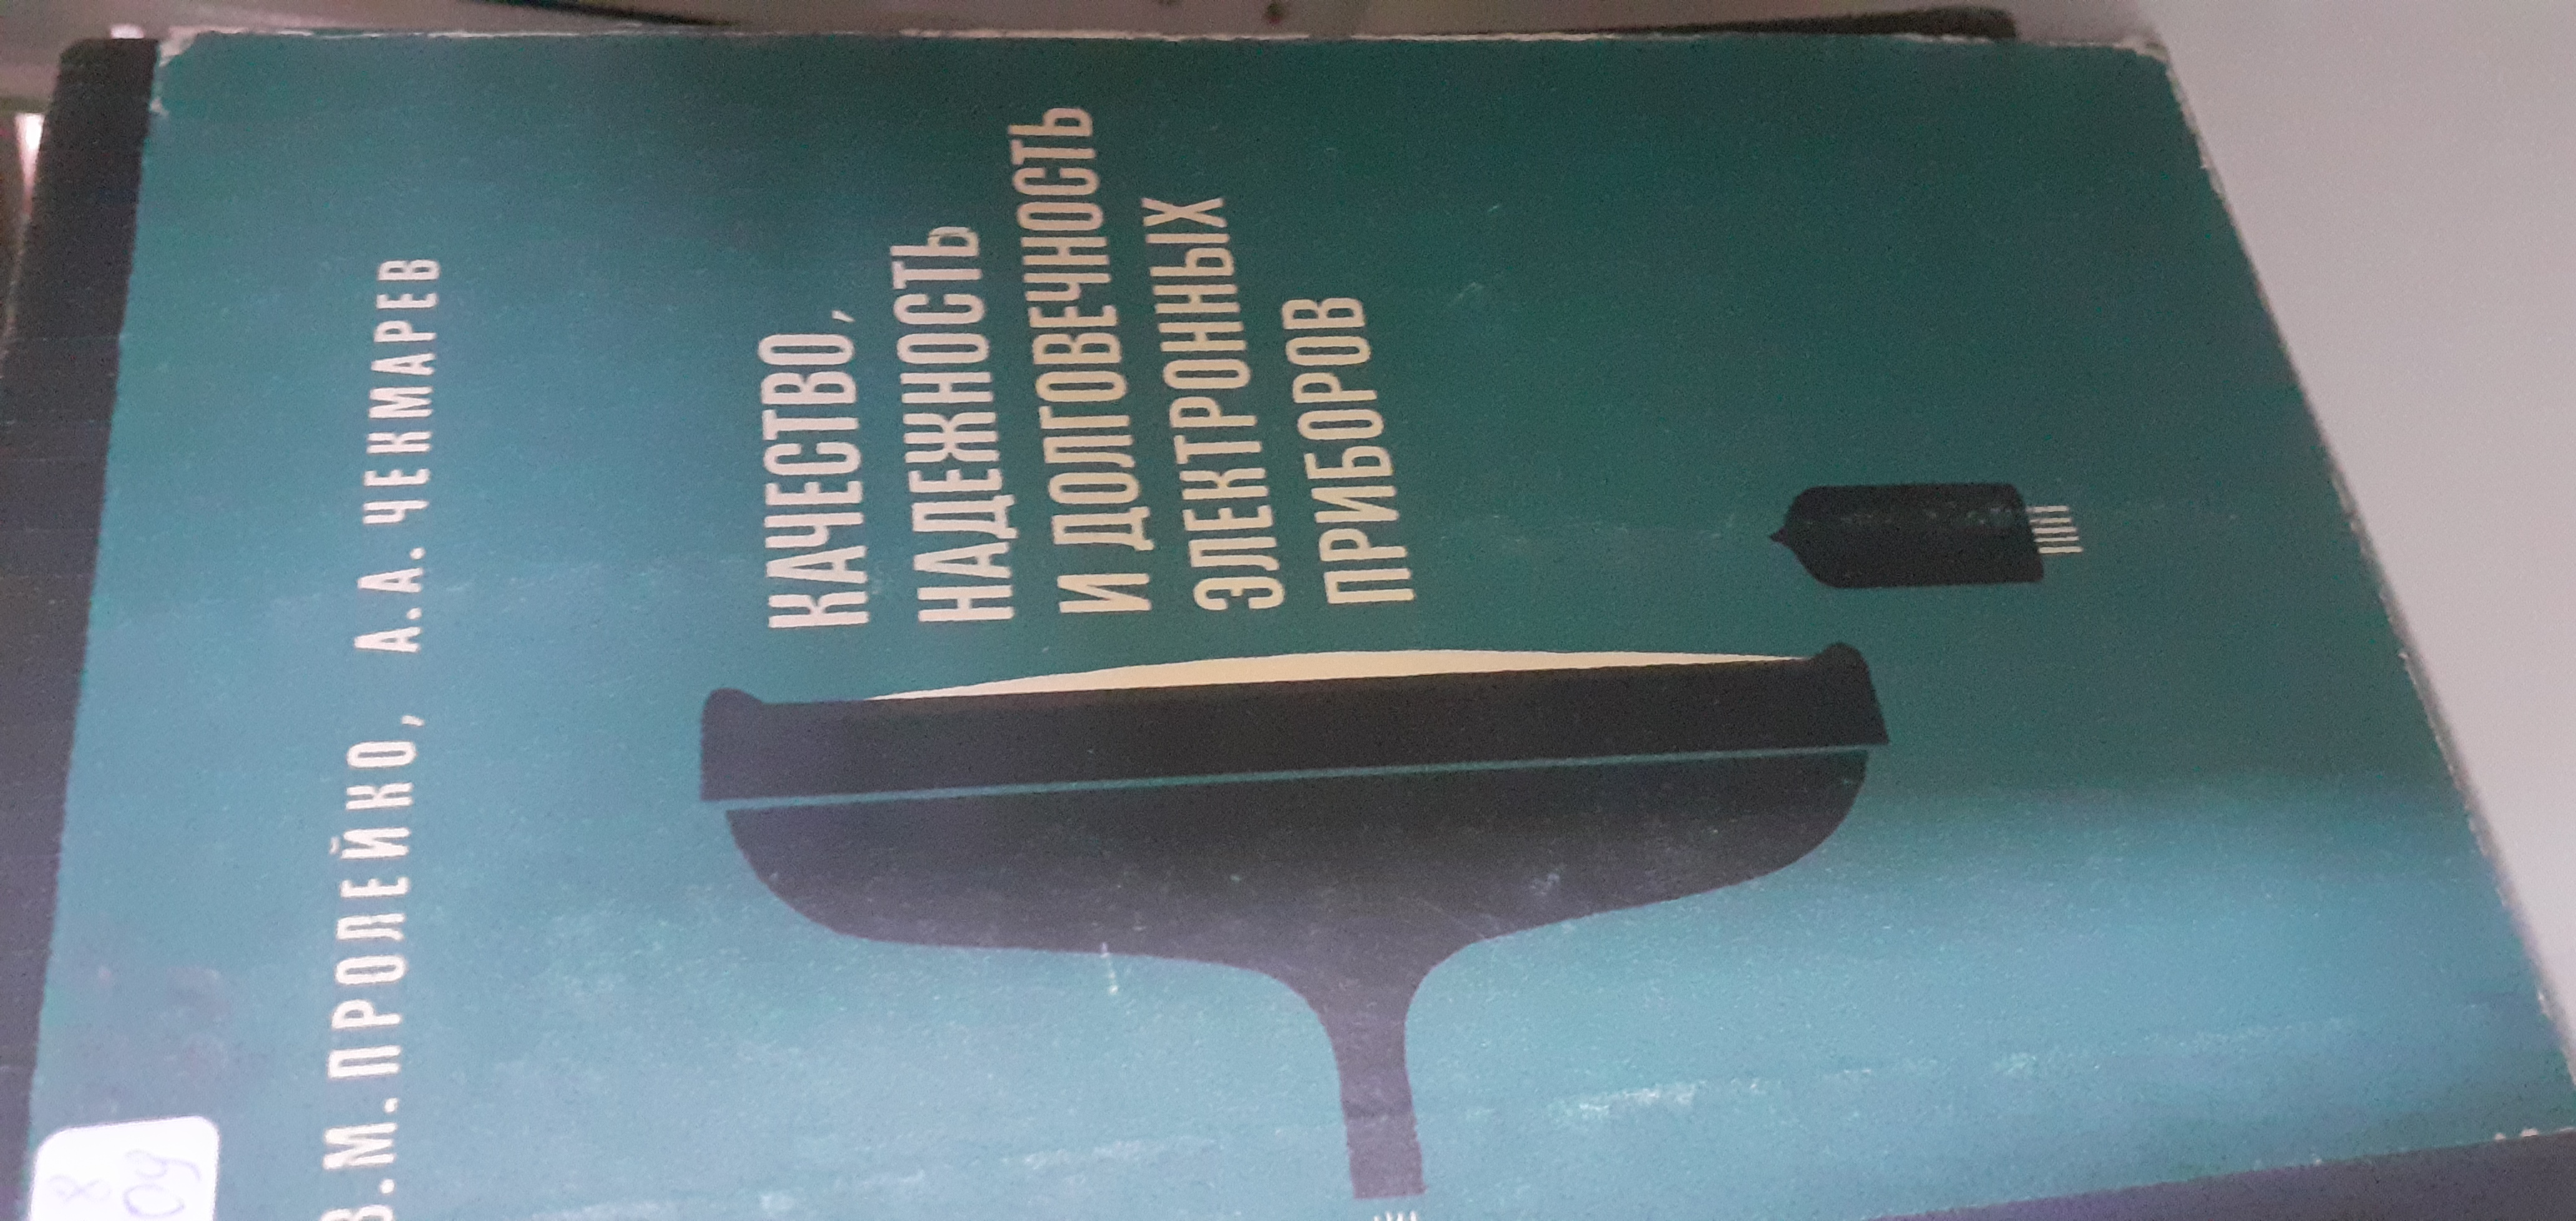 В.М.ПРОЛЕЙКО, А.А.ЧЕКМАРЕВ
КАЧЕСТВО,
НАДЕЖНОСТЬ
И ДОЛГОВЕЧНОСТЬ
ЭЛЕКТРОННЫХ
ПРИБОРОВ